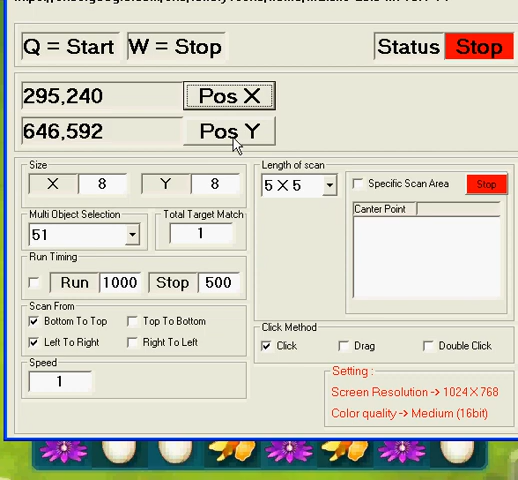 Q = Start W = Stop Status Stop
295,240 Pos X
646,592 Pos Y
Size
X 8 Y 8
Length of scan
5 X 5
Specific Scan Area Stop
Canter Point
Multi Object Selection
51
Total Target Match
1
Run Timing
Run 1000 Stop 500
Scan From
Bottom To Top Top To Bottom
Left To Right Right To Left
Click Method
Click Drag Double Click
Speed
1
Setting :
Screen Resolution -> 1024X768
Color quality -> Medium (16bit)